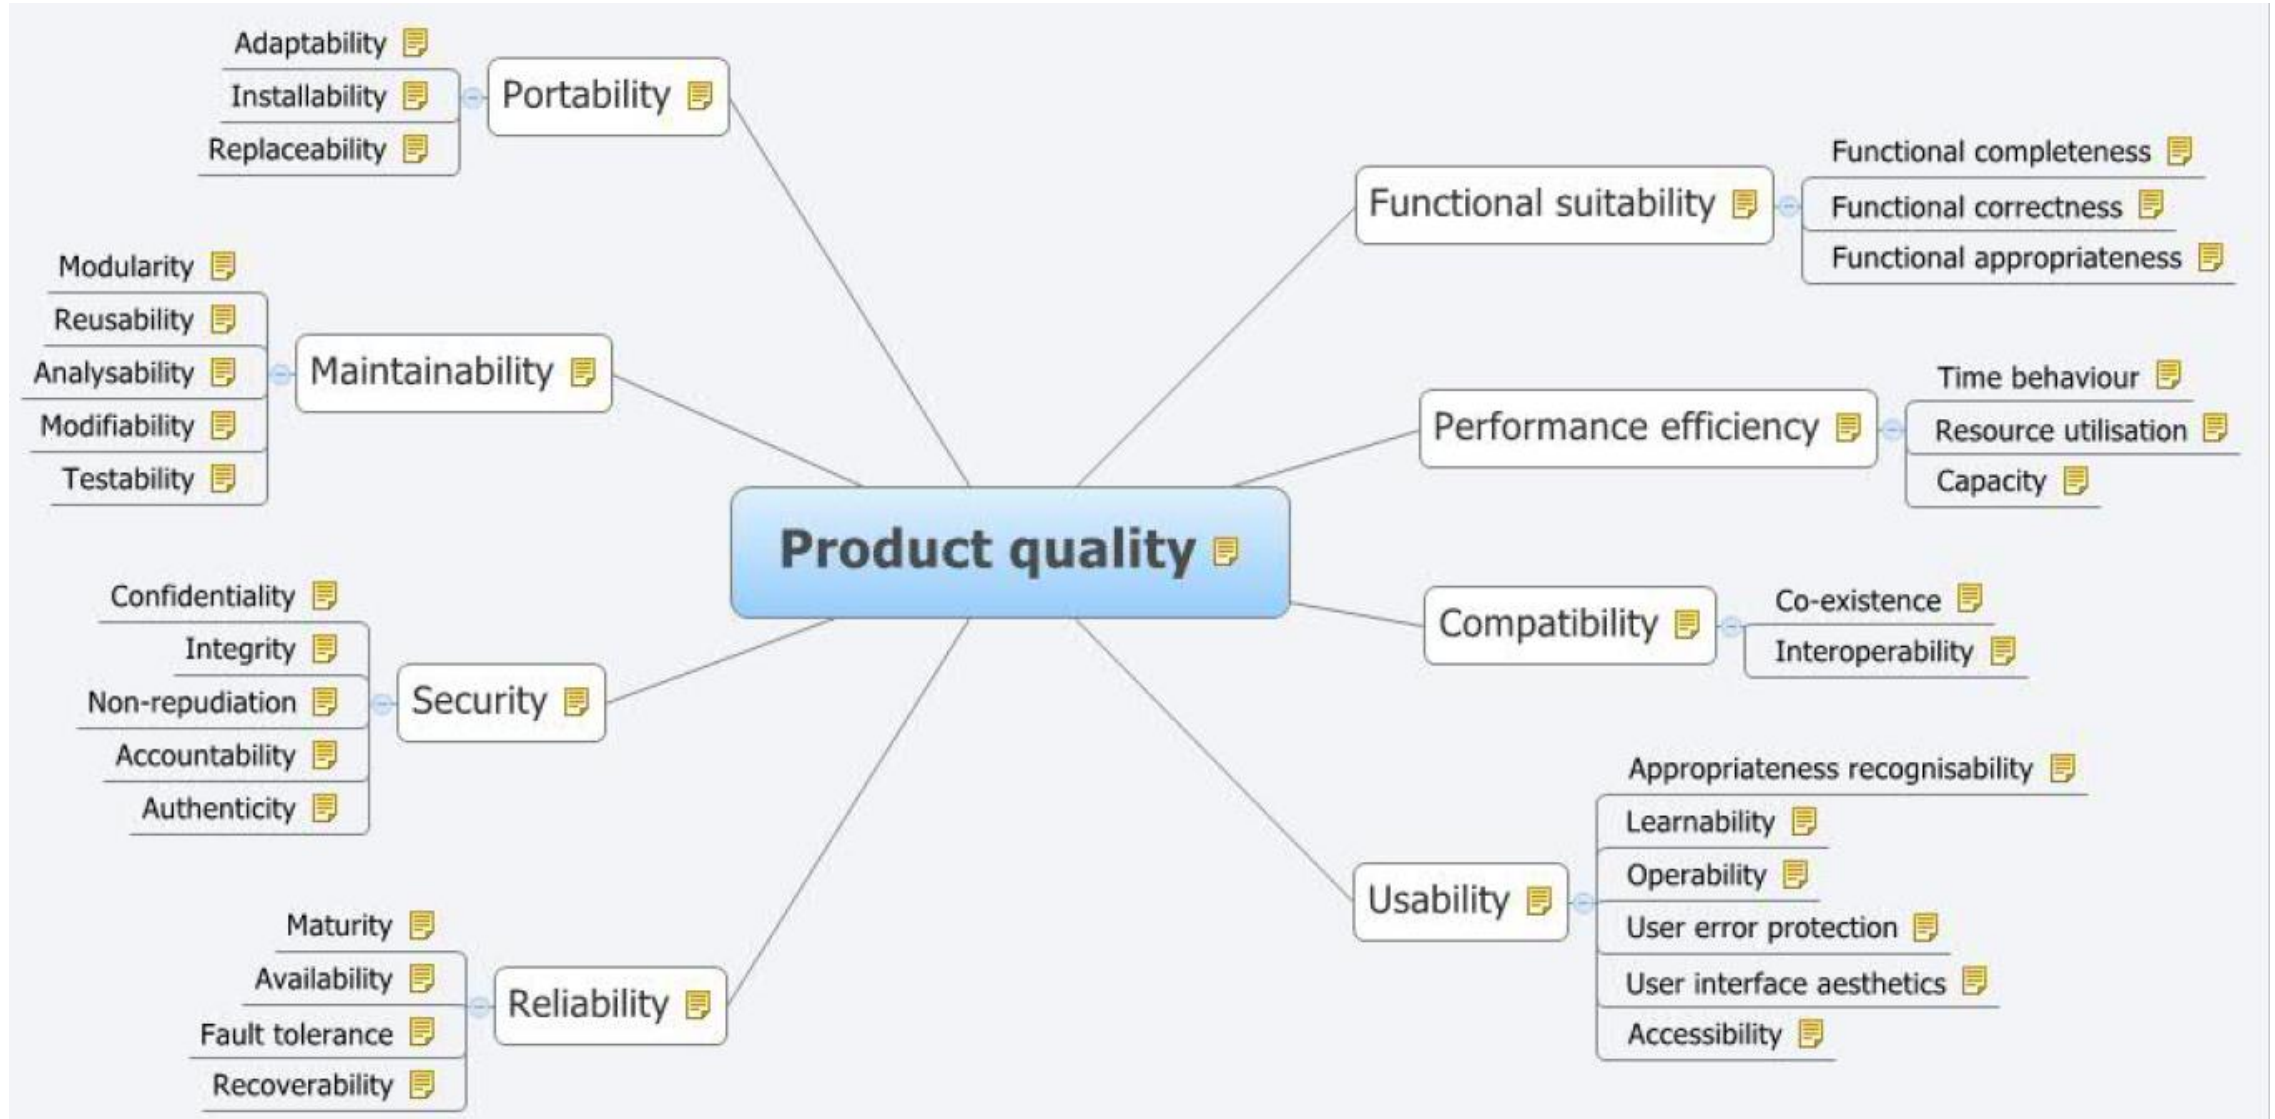 Product quality
Functional suitability
Functional completeness
Functional correctness
Functional appropriateness
Performance efficiency
Time behaviour
Resource utilisation
Capacity
Compatibility
Co-existence
Interoperability
Usability
Appropriateness recognisability
Learnability
Operability
User error protection
User interface aesthetics
Accessibility
Reliability
Maturity
Availability
Fault tolerance
Recoverability
Security
Confidentiality
Integrity
Non-repudiation
Accountability
Authenticity
Maintainability
Modularity
Reusability
Analysability
Modifiability
Testability
Portability
Adaptability
Installability
Replaceability